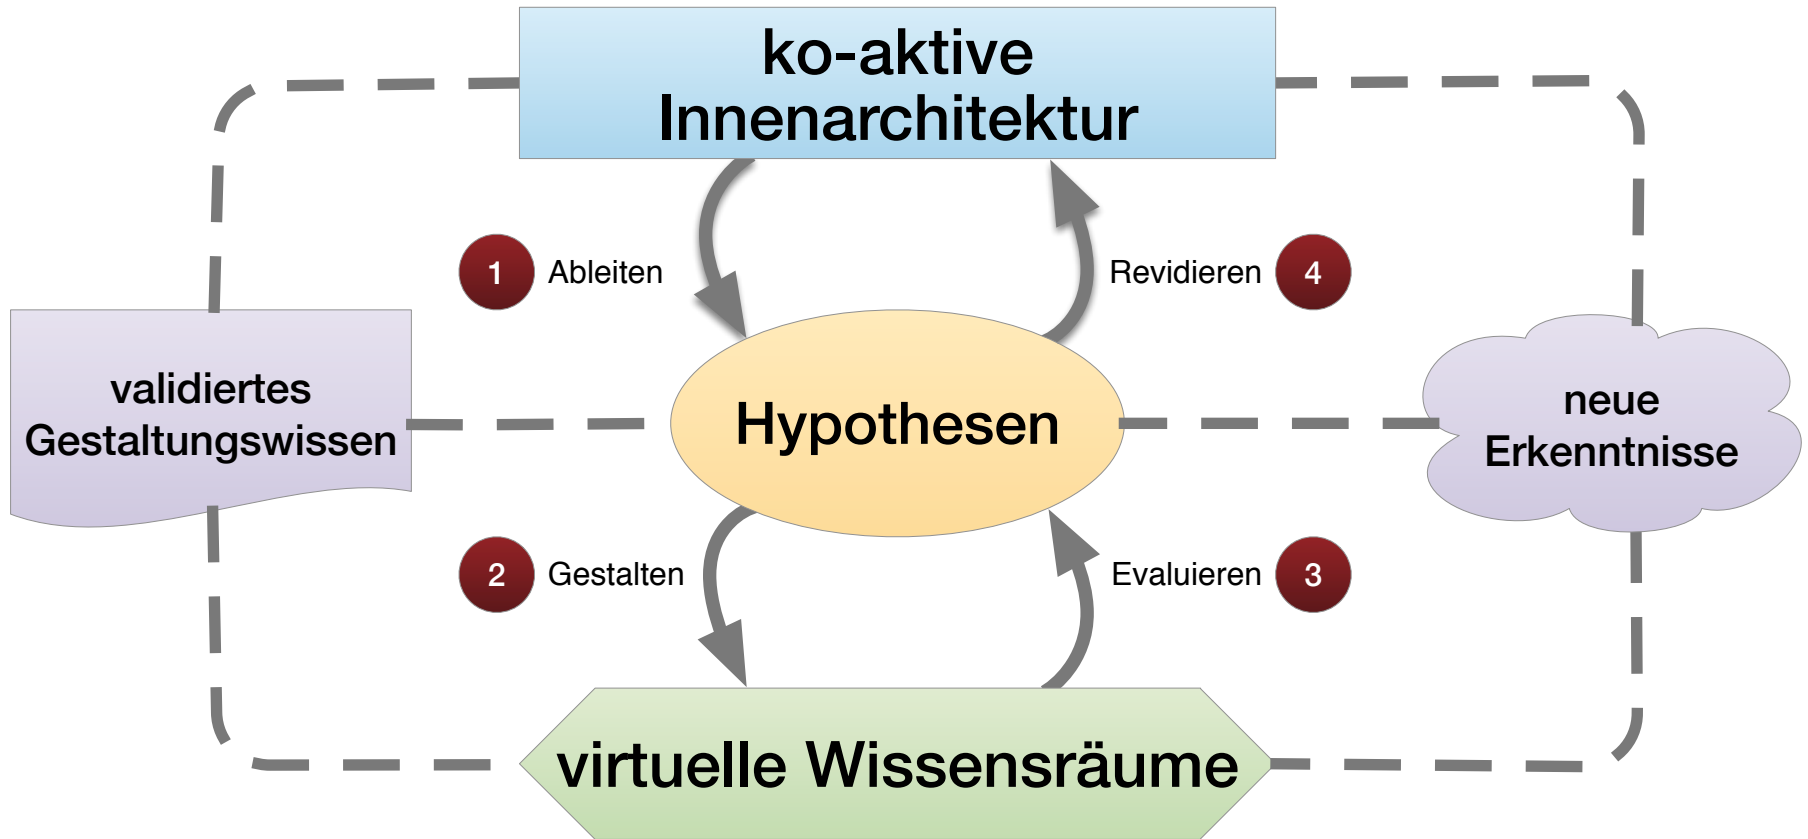 ko-aktive
Innenarchitektur
1 Ableiten
Revidieren 4
validiertes
Gestaltungswissen
Hypothesen
neue
Erkenntnisse
2 Gestalten
Evaluieren 3
virtuelle Wissensräume